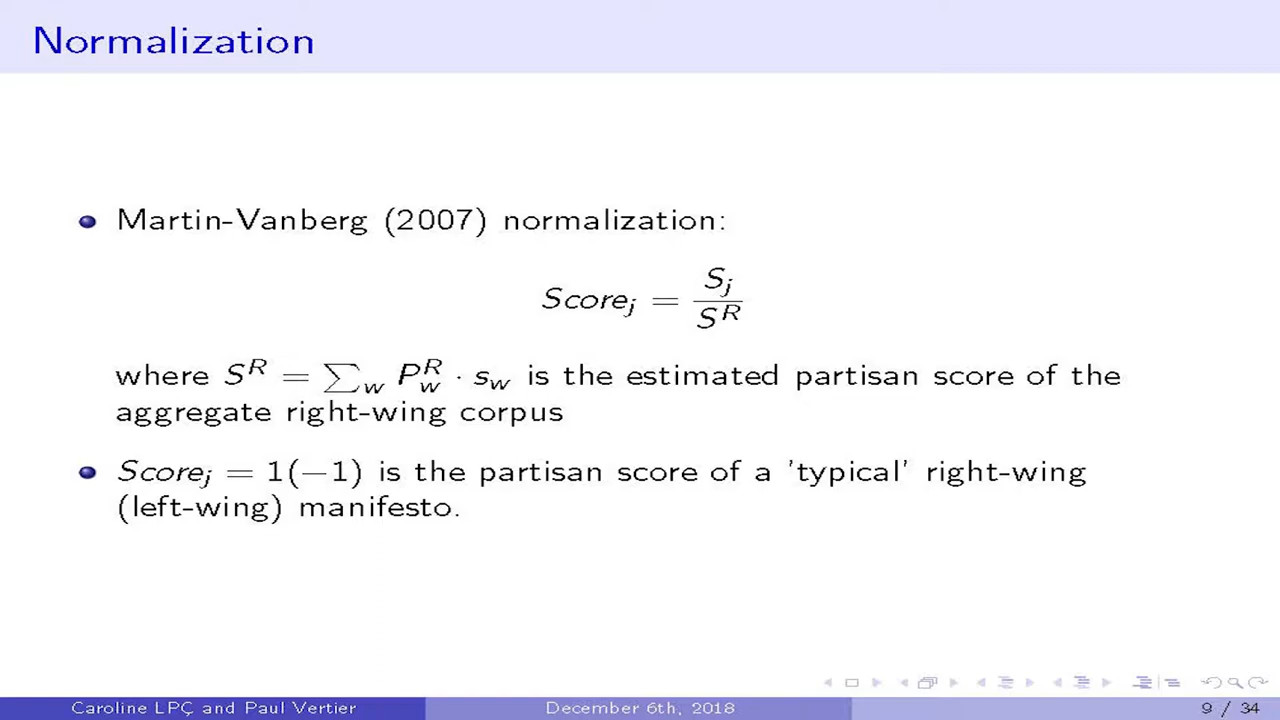 Normalization
Martin-Vanberg (2007) normalization:
Score_j = S_j / S^R
where S^R = ∑_w P_w^R · s_w is the estimated partisan score of the
aggregate right-wing corpus
Score_j = 1(−1) is the partisan score of a 'typical' right-wing
(left-wing) manifesto.
Caroline LPÇ and Paul Vertier December 6th, 2018 9 / 34